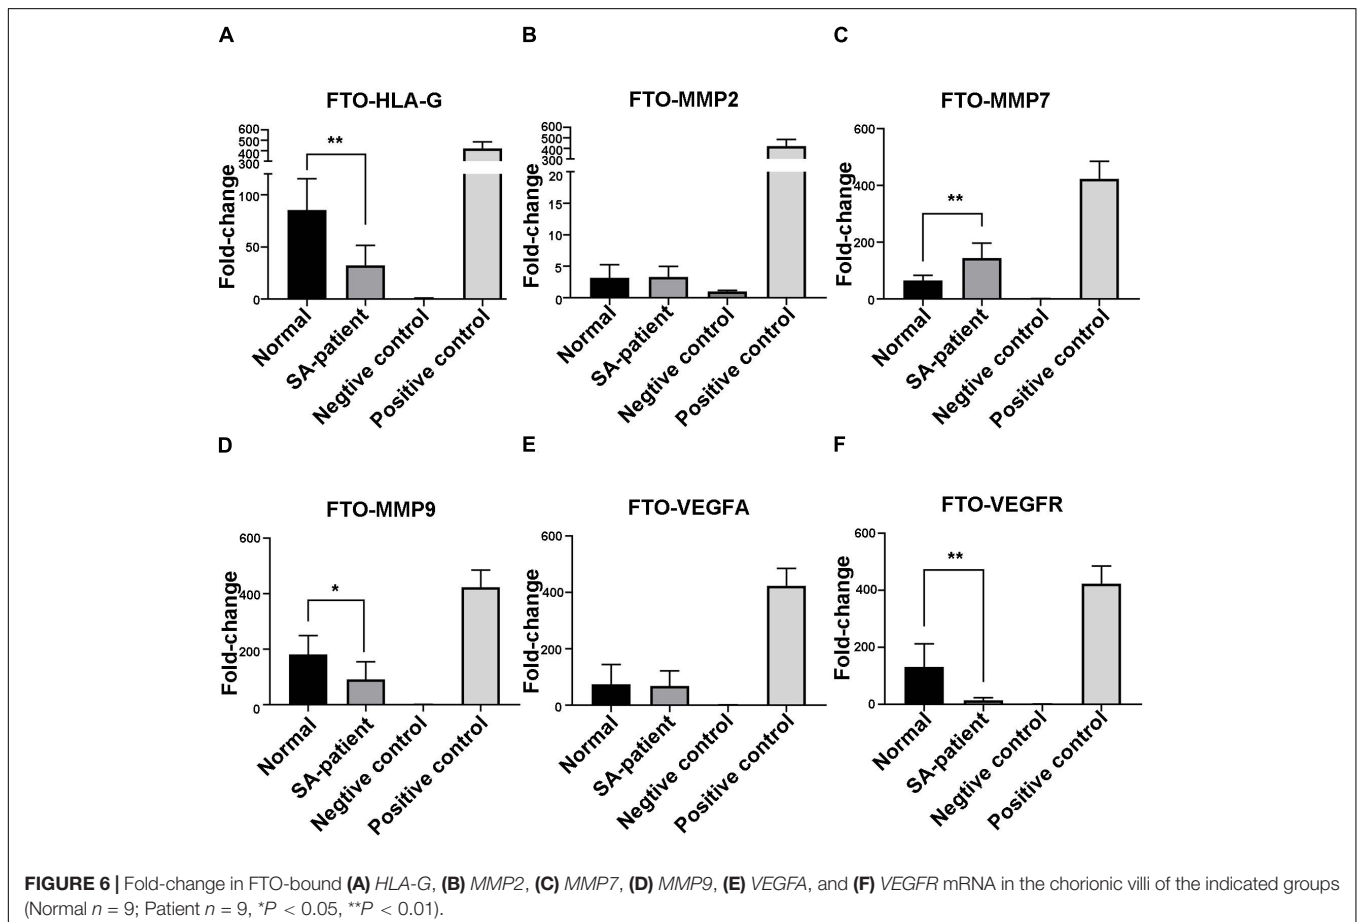 A
B
C
FTO-HLA-G
FTO-MMP2
FTO-MMP7
Fold-change
600
500
400
300
100
50
0
**
Normal
SA-patient
Negtive control
Positive control
Fold-change
600
500
400
300
20
15
10
5
0
Normal
SA-patient
Negtive control
Positive control
Fold-change
600
400
200
0
**
Normal
SA-patient
Negtive control
Positive control
D
E
F
FTO-MMP9
FTO-VEGFA
FTO-VEGFR
Fold-change
600
400
200
0
*
Normal
SA-patient
Negtive control
Positive control
Fold-change
600
400
200
0
Normal
SA-patient
Negtive control
Positive control
Fold-change
600
400
200
0
**
Normal
SA-patient
Negtive control
Positive control
FIGURE 6 | Fold-change in FTO-bound (A) HLA-G, (B) MMP2, (C) MMP7, (D) MMP9, (E) VEGFA, and (F) VEGFR mRNA in the chorionic villi of the indicated groups
(Normal n = 9; Patient n = 9, *P < 0.05, **P < 0.01).